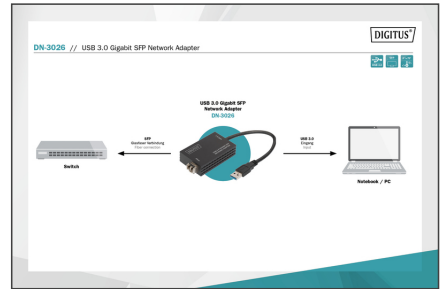 DIGITUS®
DN-3026 // USB 3.0 Gigabit SFP Network Adapter
USB 3.0 Gigabit SFP
Network Adapter
DN-3026
SFP
Glasfaser Verbindung
Fiber connection
USB 3.0
Eingang
Input
Switch
Notebook / PC